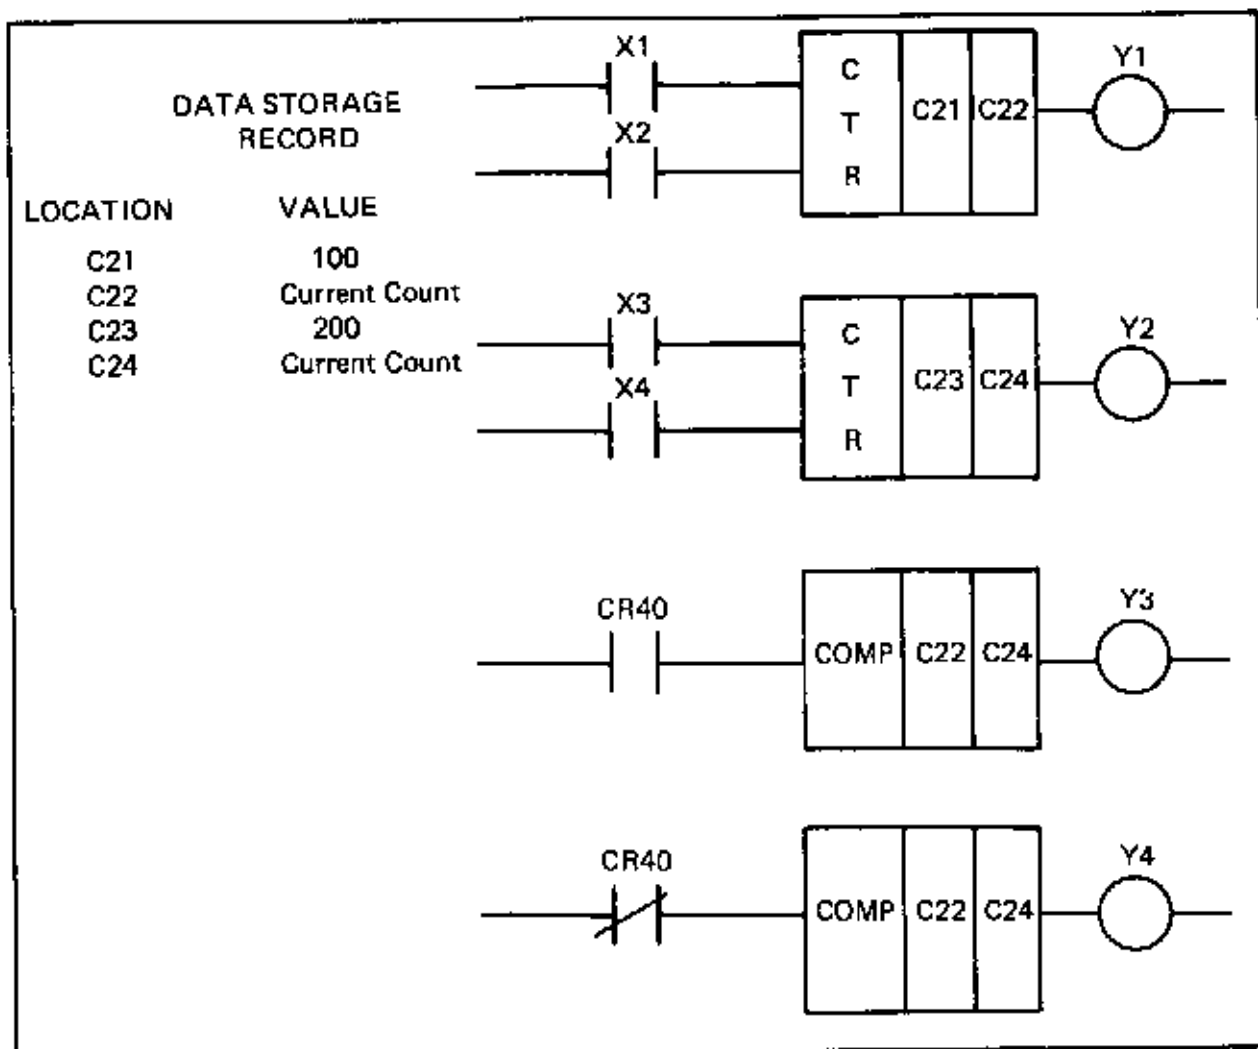 DATA STORAGE
RECORD
LOCATION VALUE
C21 100
C22 Current Count
C23 200
C24 Current Count
X1
X2
C
T
R
C21 C22
Y1
X3
X4
C
T
R
C23 C24
Y2
CR40
COMP C22 C24
Y3
CR40
COMP C22 C24
Y4